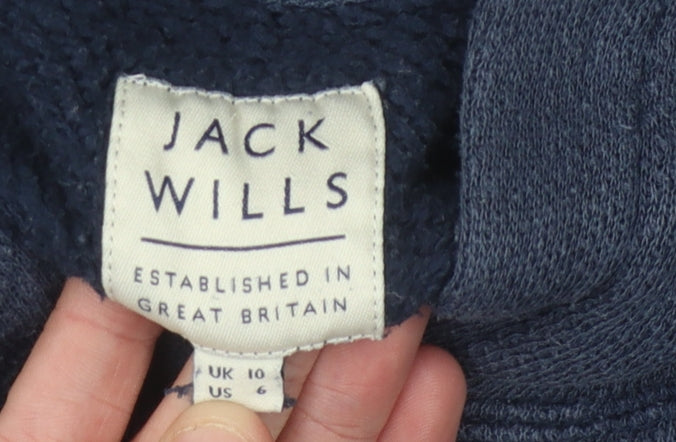 JACK
WILLS
ESTABLISHED IN
GREAT BRITAIN
UK 10
US 6